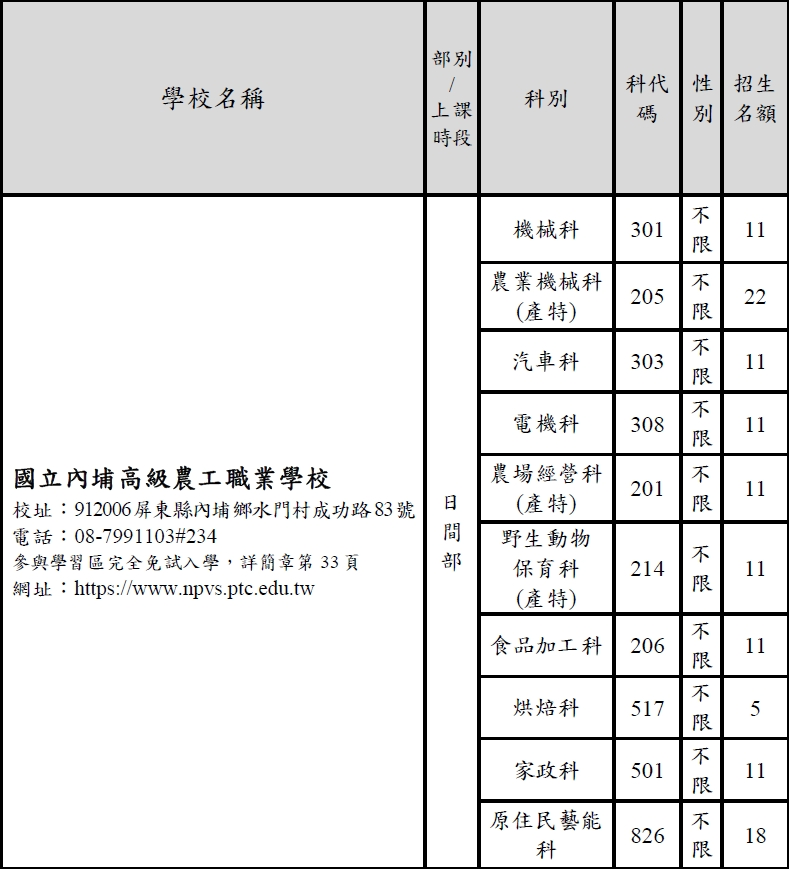 學校名稱
部別
/
上課
時段
科別
科代
碼
性
別
招生
名額
國立內埔高級農工職業學校
校址：912006屏東縣內埔鄉水門村成功路83號
電話：08-7991103#234
參與學習區完全免試入學，詳簡章第 33 頁
網址：https://www.npvs.ptc.edu.tw
日
間
部
機械科
301
不
限
11
農業機械科
(產特)
205
不
限
22
汽車科
303
不
限
11
電機科
308
不
限
11
農場經營科
(產特)
201
不
限
11
野生動物
保育科
(產特)
214
不
限
11
食品加工科
206
不
限
11
烘焙科
517
不
限
5
家政科
501
不
限
11
原住民藝能
科
826
不
限
18